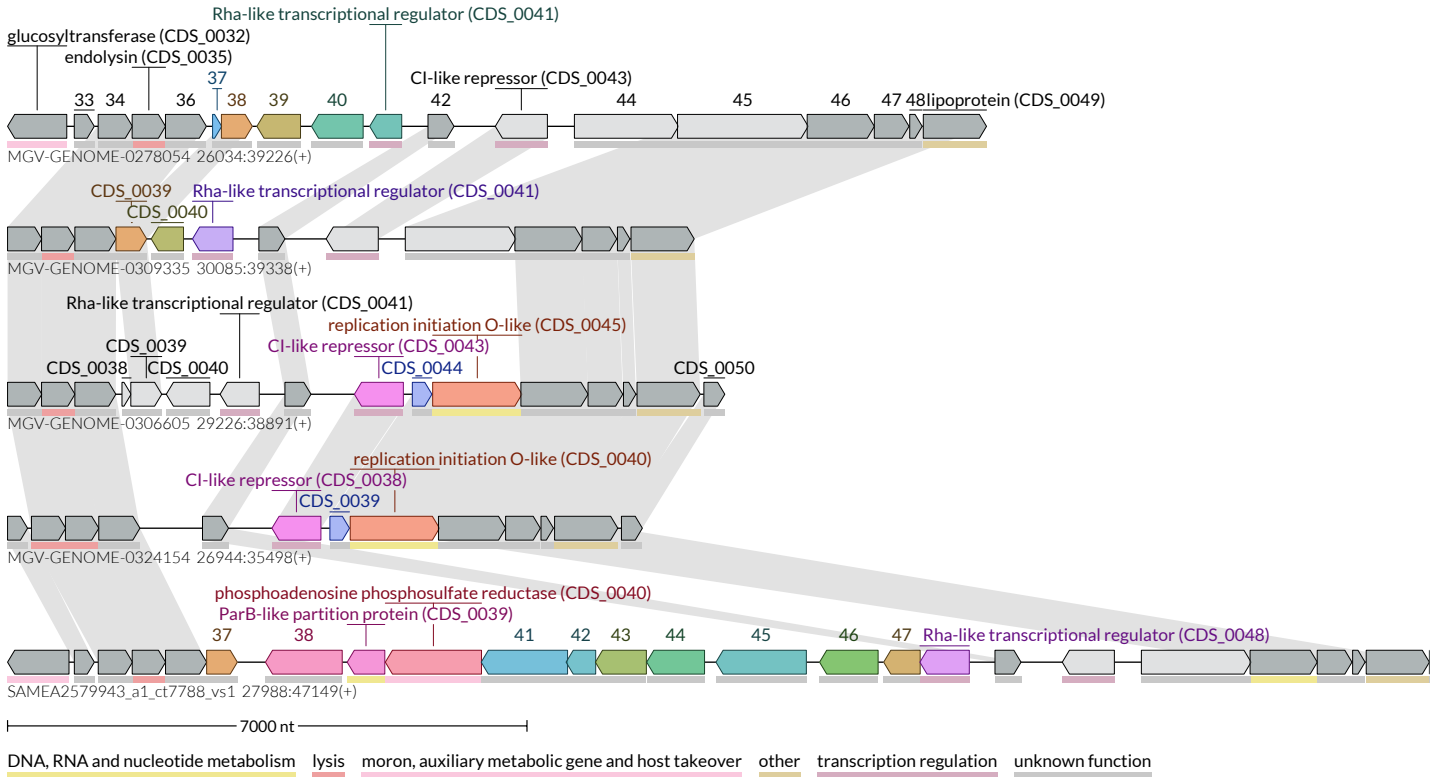 Rha-like transcriptional regulator (CDS_0041)
glucosyltransferase (CDS_0032)
endolysin (CDS_0035)
37 CI-like repressor (CDS_0043)
33 34 36 38 39 40 42 44 45 46 47 48 lipoprotein (CDS_0049)
MGV-GENOME-0278054 26034:39226(+)
CDS_0039 Rha-like transcriptional regulator (CDS_0041)
CDS_0040
MGV-GENOME-0309335 30085:39338(+)
Rha-like transcriptional regulator (CDS_0041)
replication initiation O-like (CDS_0045)
CDS_0039 CI-like repressor (CDS_0043)
CDS_0038 CDS_0040 CDS_0044 CDS_0050
MGV-GENOME-0306605 29226:38891(+)
replication initiation O-like (CDS_0040)
CI-like repressor (CDS_0038)
CDS_0039
MGV-GENOME-0324154 26944:35498(+)
phosphoadenosine phosphosulfate reductase (CDS_0040)
ParB-like partition protein (CDS_0039)
37 38 41 42 43 44 45 46 47 Rha-like transcriptional regulator (CDS_0048)
SAMEA2579943_a1_ct7788_vs1 27988:47149(+)
7000 nt
DNA, RNA and nucleotide metabolism lysis moron, auxiliary metabolic gene and host takeover other transcription regulation unknown function